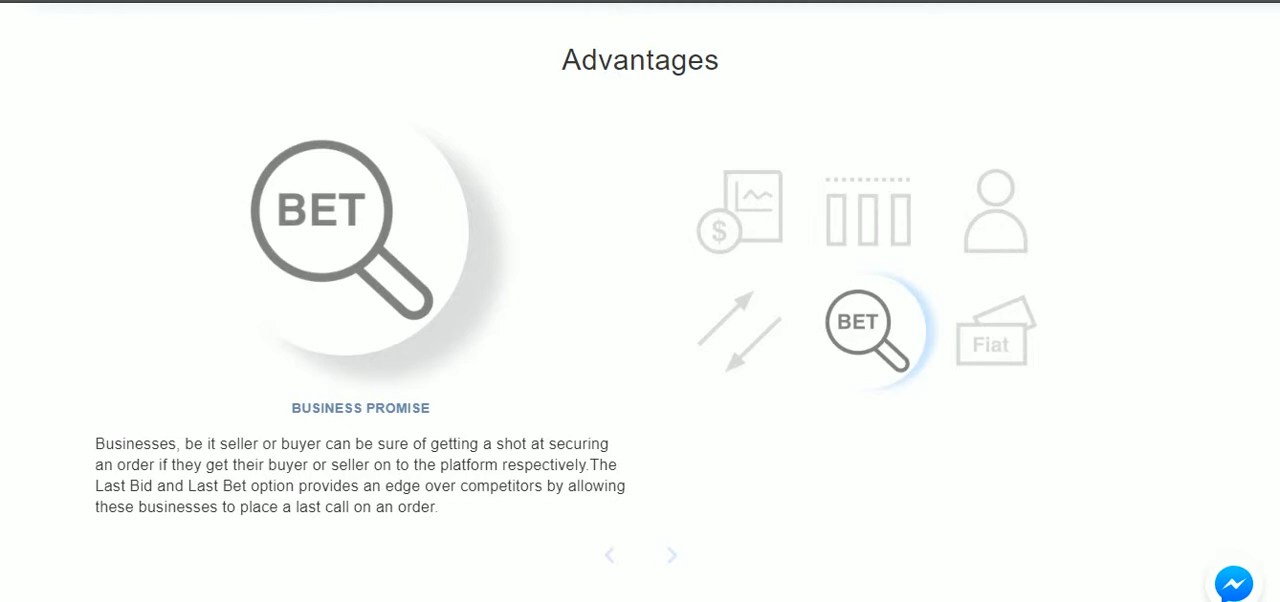 Advantages
BET
$
BET
Fiat
BUSINESS PROMISE
Businesses, be it seller or buyer can be sure of getting a shot at securing
an order if they get their buyer or seller on to the platform respectively.The
Last Bid and Last Bet option provides an edge over competitors by allowing
these businesses to place a last call on an order.